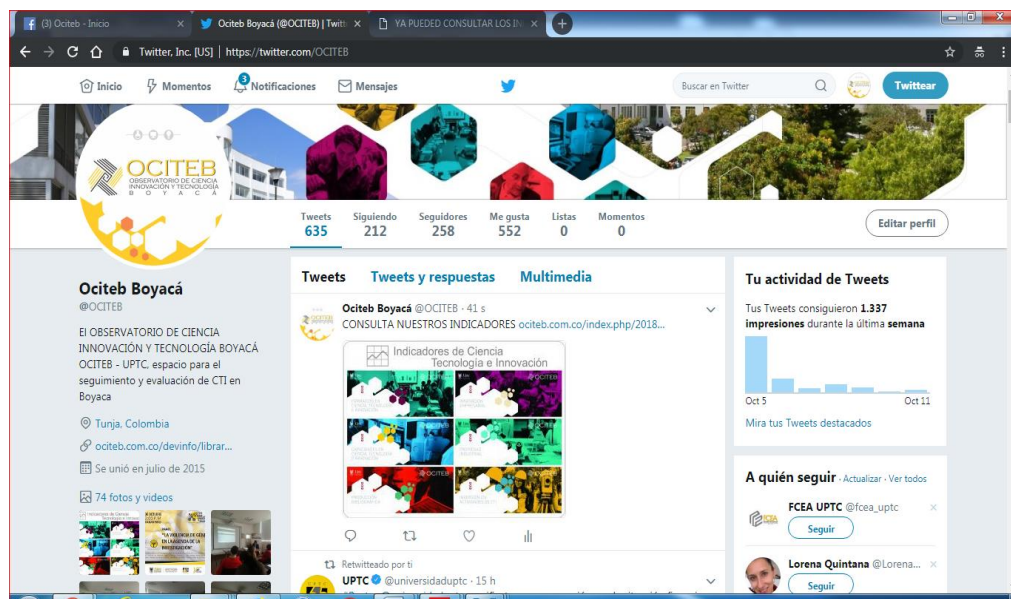 (3) Ociteb - Inicio
Ociteb Boyacá (@OCITEB) | Twitt
YA PUEDED CONSULTAR LOS IN
Twitter, Inc. [US] | https://twitter.com/OCITEB
Inicio
Momentos
3
Notificaciones
Mensajes
Buscar en Twitter
Twittear
OCITEB
OBSERVATORIO DE CIENCIA
INNOVACIÓN Y TECNOLOGÍA
BOYACÁ
Tweets
635
Siguiendo
212
Seguidores
258
Me gusta
552
Listas
0
Momentos
0
Editar perfil
Ociteb Boyacá
@OCITEB
El OBSERVATORIO DE CIENCIA
INNOVACIÓN Y TECNOLOGÍA BOYACÁ
OCITEB - UPTC, espacio para el
seguimiento y evaluación de CTI en
Boyaca
Tunja, Colombia
ociteb.com.co/devinfo/librar...
Se unió en julio de 2015
74 fotos y videos
Tweets
Tweets y respuestas
Multimedia
Ociteb Boyacá @OCITEB · 41 s
CONSULTA NUESTROS INDICADORES ociteb.com.co/index.php/2018...
Indicadores de Ciencia
Tecnología e Innovación
Retwitteado por ti
UPTC @universidaduptc · 15 h
Tu actividad de Tweets
Tus Tweets consiguieron 1.337
impresiones durante la última semana
Oct 5
Oct 11
Mira tus Tweets destacados
A quién seguir · Actualizar · Ver todos
FCEA UPTC @fcea_uptc
Seguir
Lorena Quintana @Lorena...
Seguir